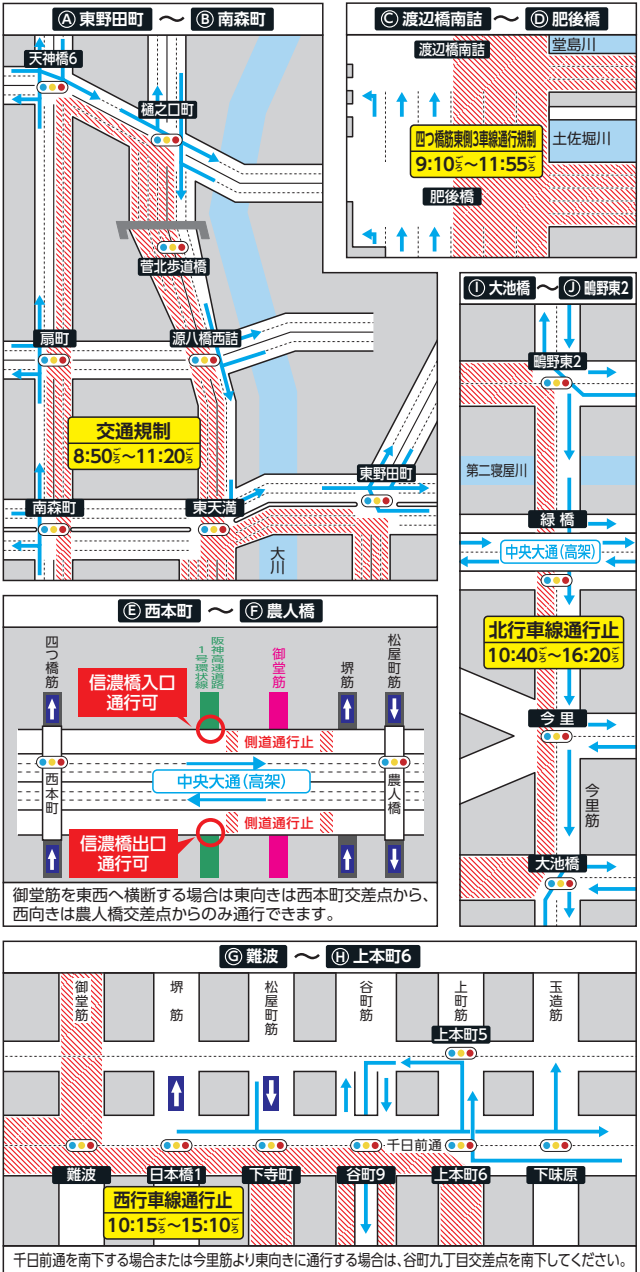 Ⓐ 東野田町 ～ Ⓑ 南森町
天神橋6
樋之口町
菅北歩道橋
扇町
源八橋西詰
交通規制
8:50ごろ～11:20ごろ
東野田町
南森町
東天満
大川
Ⓒ 渡辺橋南詰 ～ Ⓓ 肥後橋
渡辺橋南詰
堂島川
四つ橋筋東側3車線通行規制
9:10ごろ～11:55ごろ
土佐堀川
肥後橋
Ⓘ 大池橋 ～ Ⓙ 鴫野東2
鴫野東2
第二寝屋川
緑橋
中央大通(高架)
北行車線通行止
10:40ごろ～16:20ごろ
今里
今里筋
大池橋
Ⓔ 西本町 ～ Ⓕ 農人橋
四つ橋筋
阪神高速道路
1号環状線
御堂筋
堺筋
松屋町筋
信濃橋入口
通行可
側道通行止
西本町
中央大通(高架)
農人橋
側道通行止
信濃橋出口
通行可
御堂筋を東西へ横断する場合は東向きは西本町交差点から、
西向きは農人橋交差点からのみ通行できます。
Ⓖ 難波 ～ Ⓗ 上本町6
御堂筋
堺筋
松屋町筋
谷町筋
上町筋
玉造筋
上本町5
千日前通
難波
日本橋1
下寺町
谷町9
上本町6
下味原
西行車線通行止
10:15ごろ～15:10ごろ
千日前通を南下する場合または今里筋より東向きに通行する場合は、谷町九丁目交差点を南下してください。